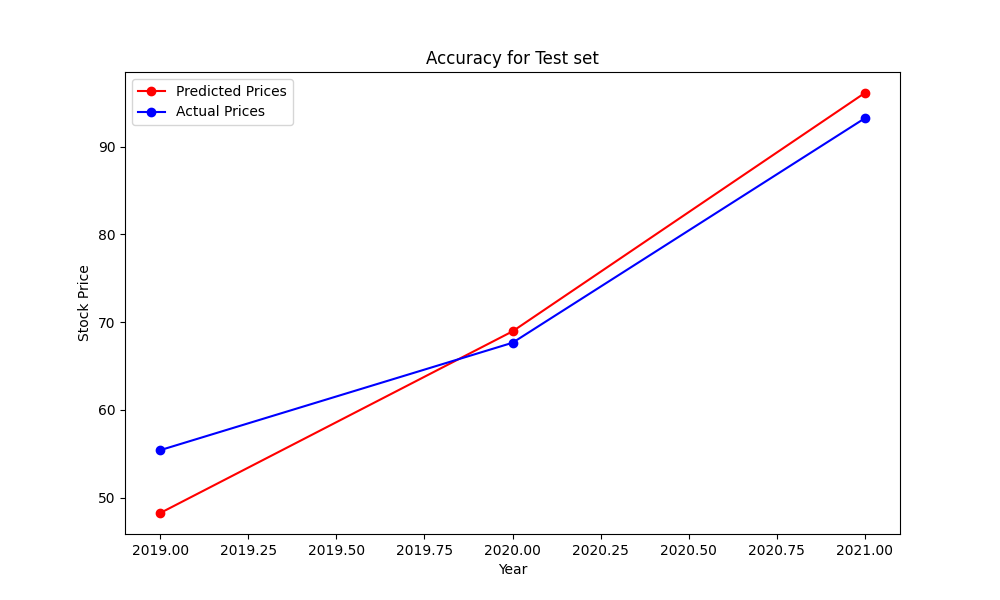 Accuracy for Test set
Predicted Prices
Actual Prices
Stock Price
90
80
70
60
50
2019.00 2019.25 2019.50 2019.75 2020.00 2020.25 2020.50 2020.75 2021.00
Year